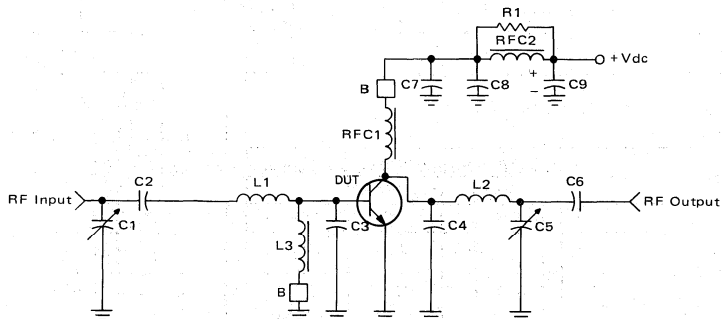 R1
RFC2
+ Vdc
B
C7
C8
+
−
C9
RFC1
DUT
C2
L1
L2
C6
RF Input
RF Output
C1
L3
C3
C4
C5
B